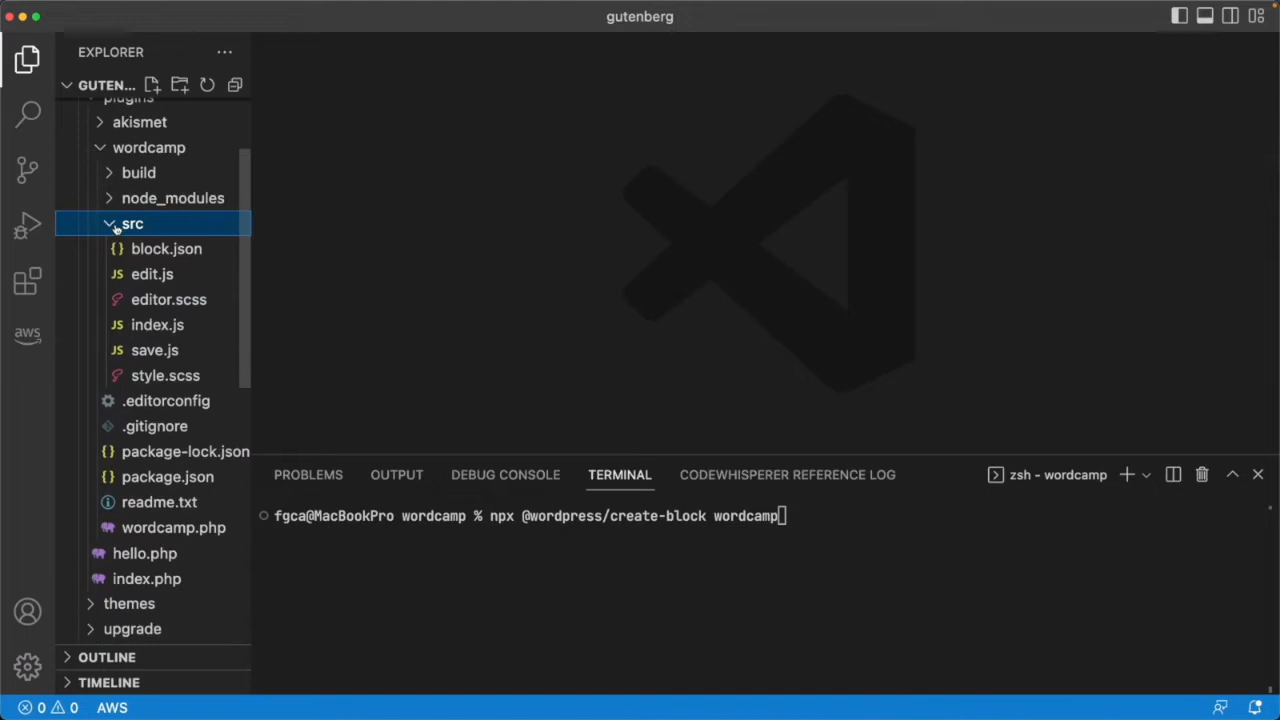 gutenberg
EXPLORER
GUTEN...
plugins
akismet
wordcamp
build
node_modules
src
block.json
edit.js
editor.scss
index.js
save.js
style.scss
.editorconfig
.gitignore
package-lock.json
package.json
readme.txt
wordcamp.php
hello.php
index.php
themes
upgrade
OUTLINE
TIMELINE
aws
PROBLEMS OUTPUT DEBUG CONSOLE TERMINAL CODEWHISPERER REFERENCE LOG zsh - wordcamp
fgca@MacBookPro wordcamp % npx @wordpress/create-block wordcamp
0 0 AWS